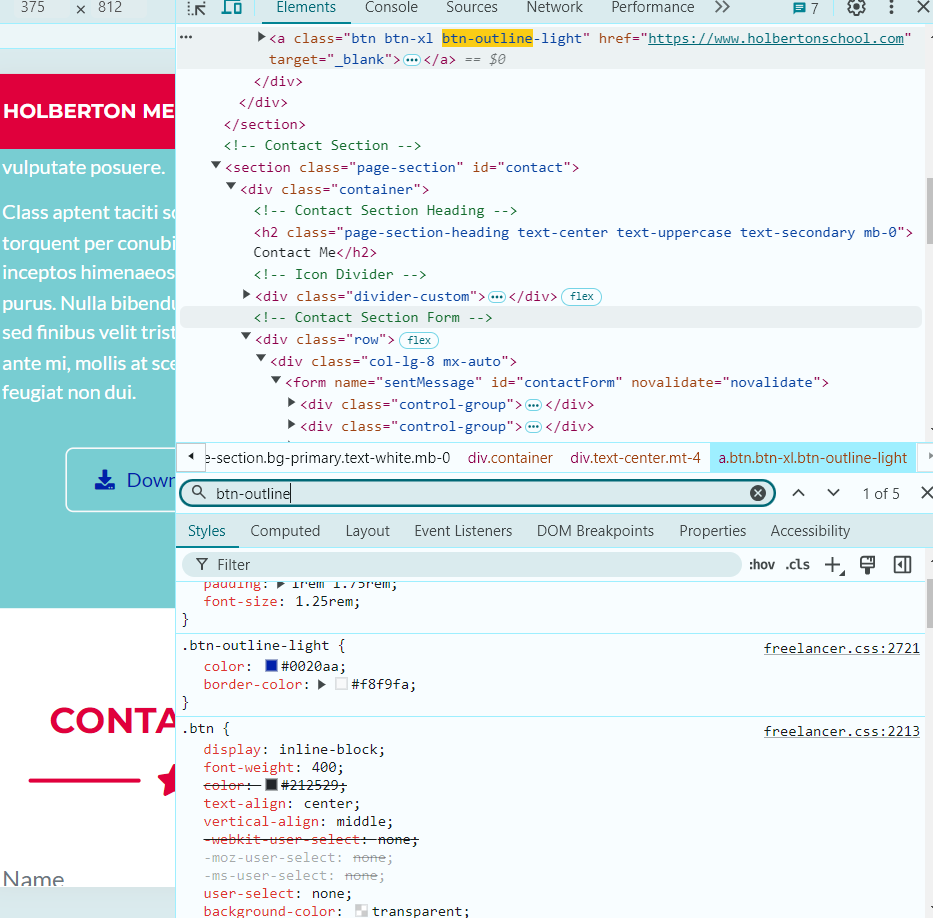 375 × 812
Elements Console Sources Network Performance 7
<a class="btn btn-xl btn-outline-light" href="https://www.holbertonschool.com"
target="_blank"> </a> == $0
</div>
</div>
</section>
<!-- Contact Section -->
<section class="page-section" id="contact">
<div class="container">
<!-- Contact Section Heading -->
<h2 class="page-section-heading text-center text-uppercase text-secondary mb-0">
Contact Me</h2>
<!-- Icon Divider -->
<div class="divider-custom"> </div> flex
<!-- Contact Section Form -->
<div class="row"> flex
<div class="col-lg-8 mx-auto">
<form name="sentMessage" id="contactForm" novalidate="novalidate">
<div class="control-group"> </div>
<div class="control-group"> </div>
e-section.bg-primary.text-white.mb-0 div.container div.text-center.mt-4 a.btn.btn-xl.btn-outline-light
btn-outline 1 of 5
Styles Computed Layout Event Listeners DOM Breakpoints Properties Accessibility
Filter :hov .cls
padding: 1rem 1.75rem;
font-size: 1.25rem;
}
.btn-outline-light { freelancer.css:2721
color: #0020aa;
border-color: #f8f9fa;
}
.btn { freelancer.css:2213
display: inline-block;
font-weight: 400;
color: #212529;
text-align: center;
vertical-align: middle;
-webkit-user-select: none;
-moz-user-select: none;
-ms-user-select: none;
user-select: none;
background-color: transparent;
HOLBERTON ME
vulputate posuere.
Class aptent taciti so
torquent per conubi
inceptos himenaeos
purus. Nulla bibendu
sed finibus velit trist
ante mi, mollis at sce
feugiat non dui.
Down
CONTA
Name